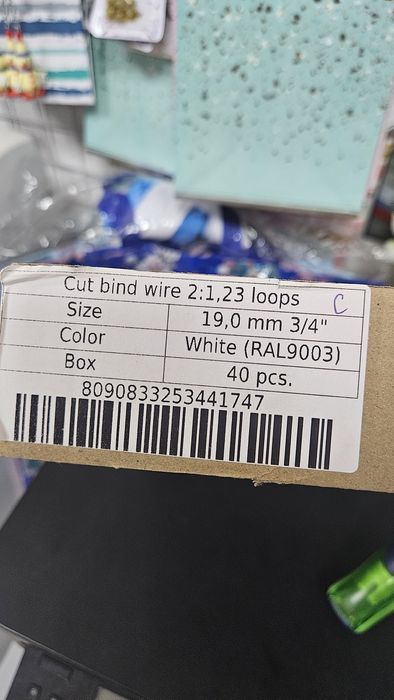 Cut bind wire 2:1,23 loops C
Size 19,0 mm 3/4"
Color White (RAL9003)
Box 40 pcs.
8090833253441747